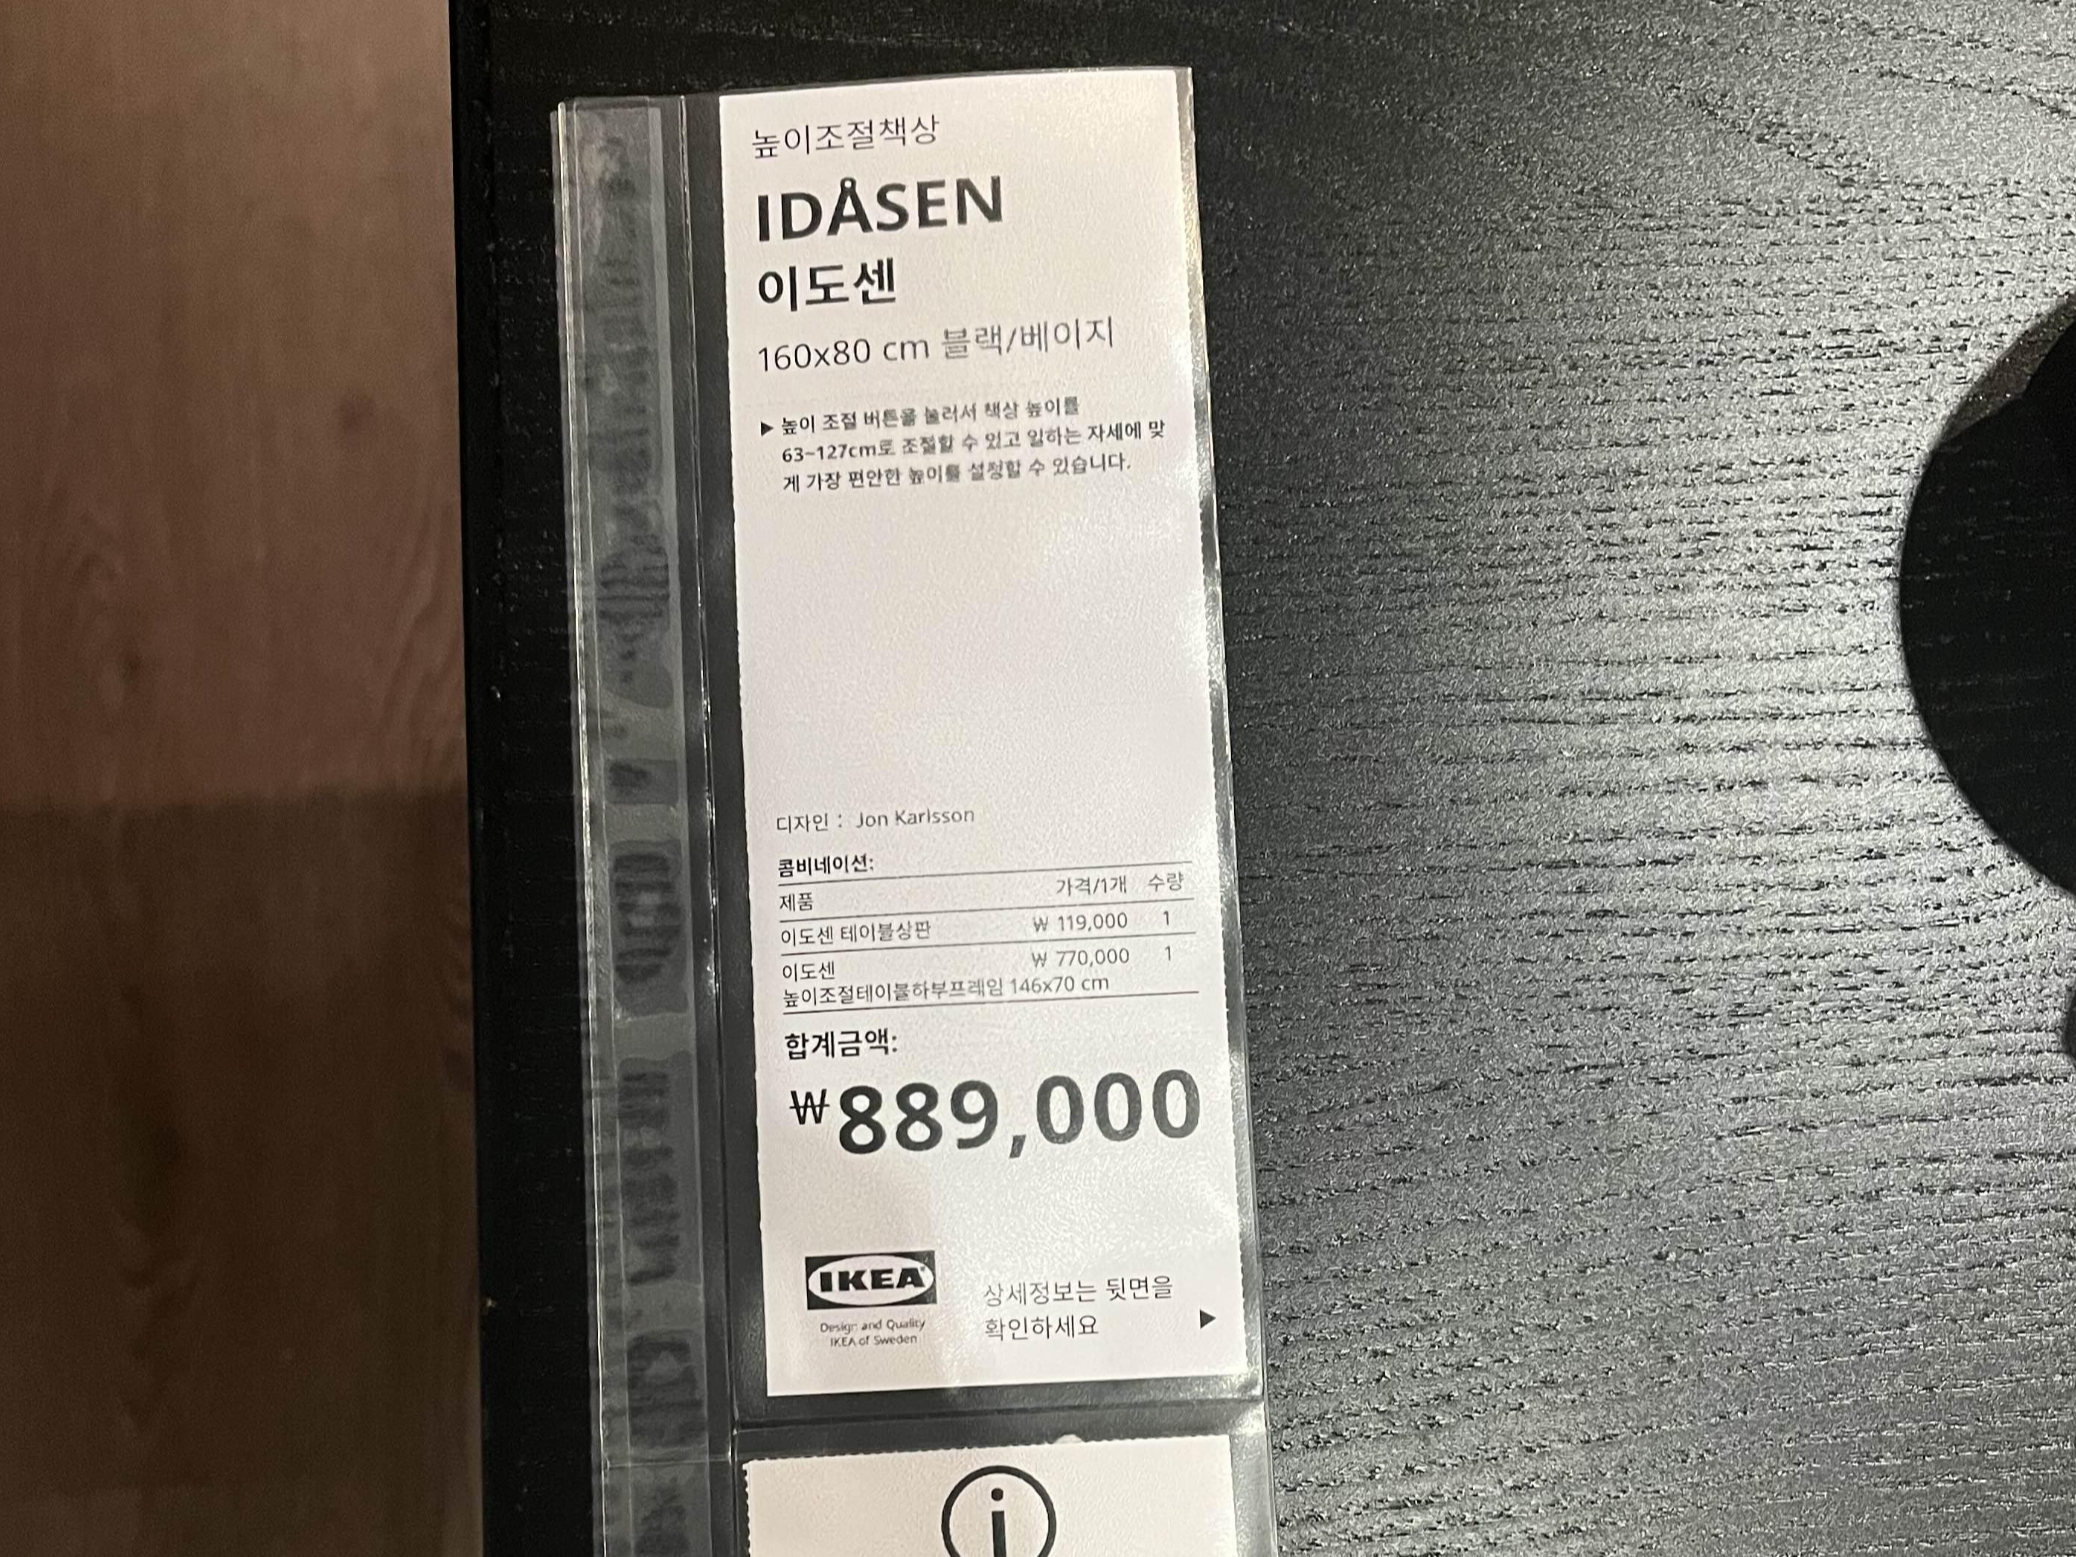 높이조절책상
IDÅSEN
이도센
160x80 cm 블랙/베이지
▶ 높이 조절 버튼을 눌러서 책상 높이를
63~127cm로 조절할 수 있고 일하는 자세에 맞
게 가장 편안한 높이를 설정할 수 있습니다.
디자인 : Jon Karlsson
콤비네이션:
제품 가격/1개 수량
이도센 테이블상판 ₩ 119,000 1
이도센 ₩ 770,000 1
높이조절테이블하부프레임 146x70 cm
합계금액:
₩889,000
IKEA
Design and Quality
IKEA of Sweden
상세정보는 뒷면을
확인하세요 ▶
i